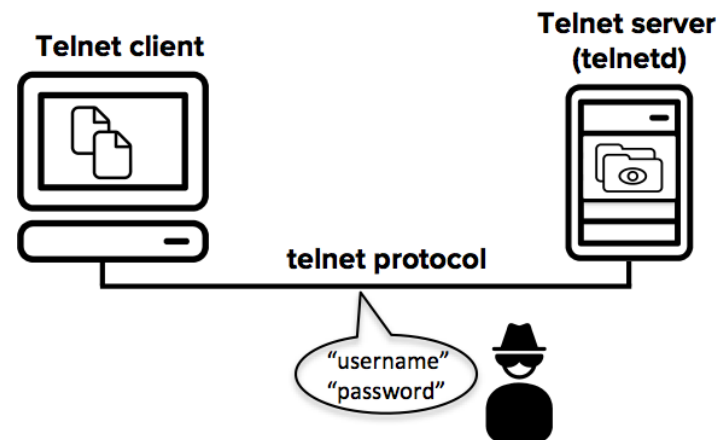 Telnet client
Telnet server
(telnetd)
telnet protocol
“username”
“password”